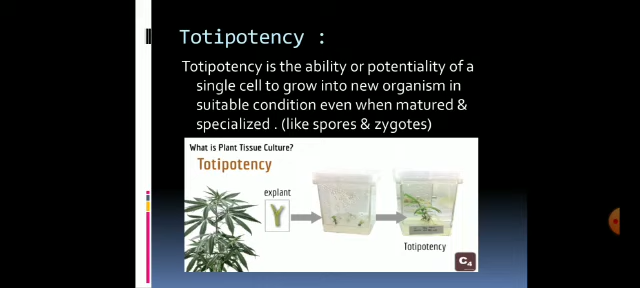 Totipotency :
Totipotency is the ability or potentiality of a
single cell to grow into new organism in
suitable condition even when matured &
specialized . (like spores & zygotes)
What is Plant Tissue Culture?
Totipotency
explant
Totipotency
C4